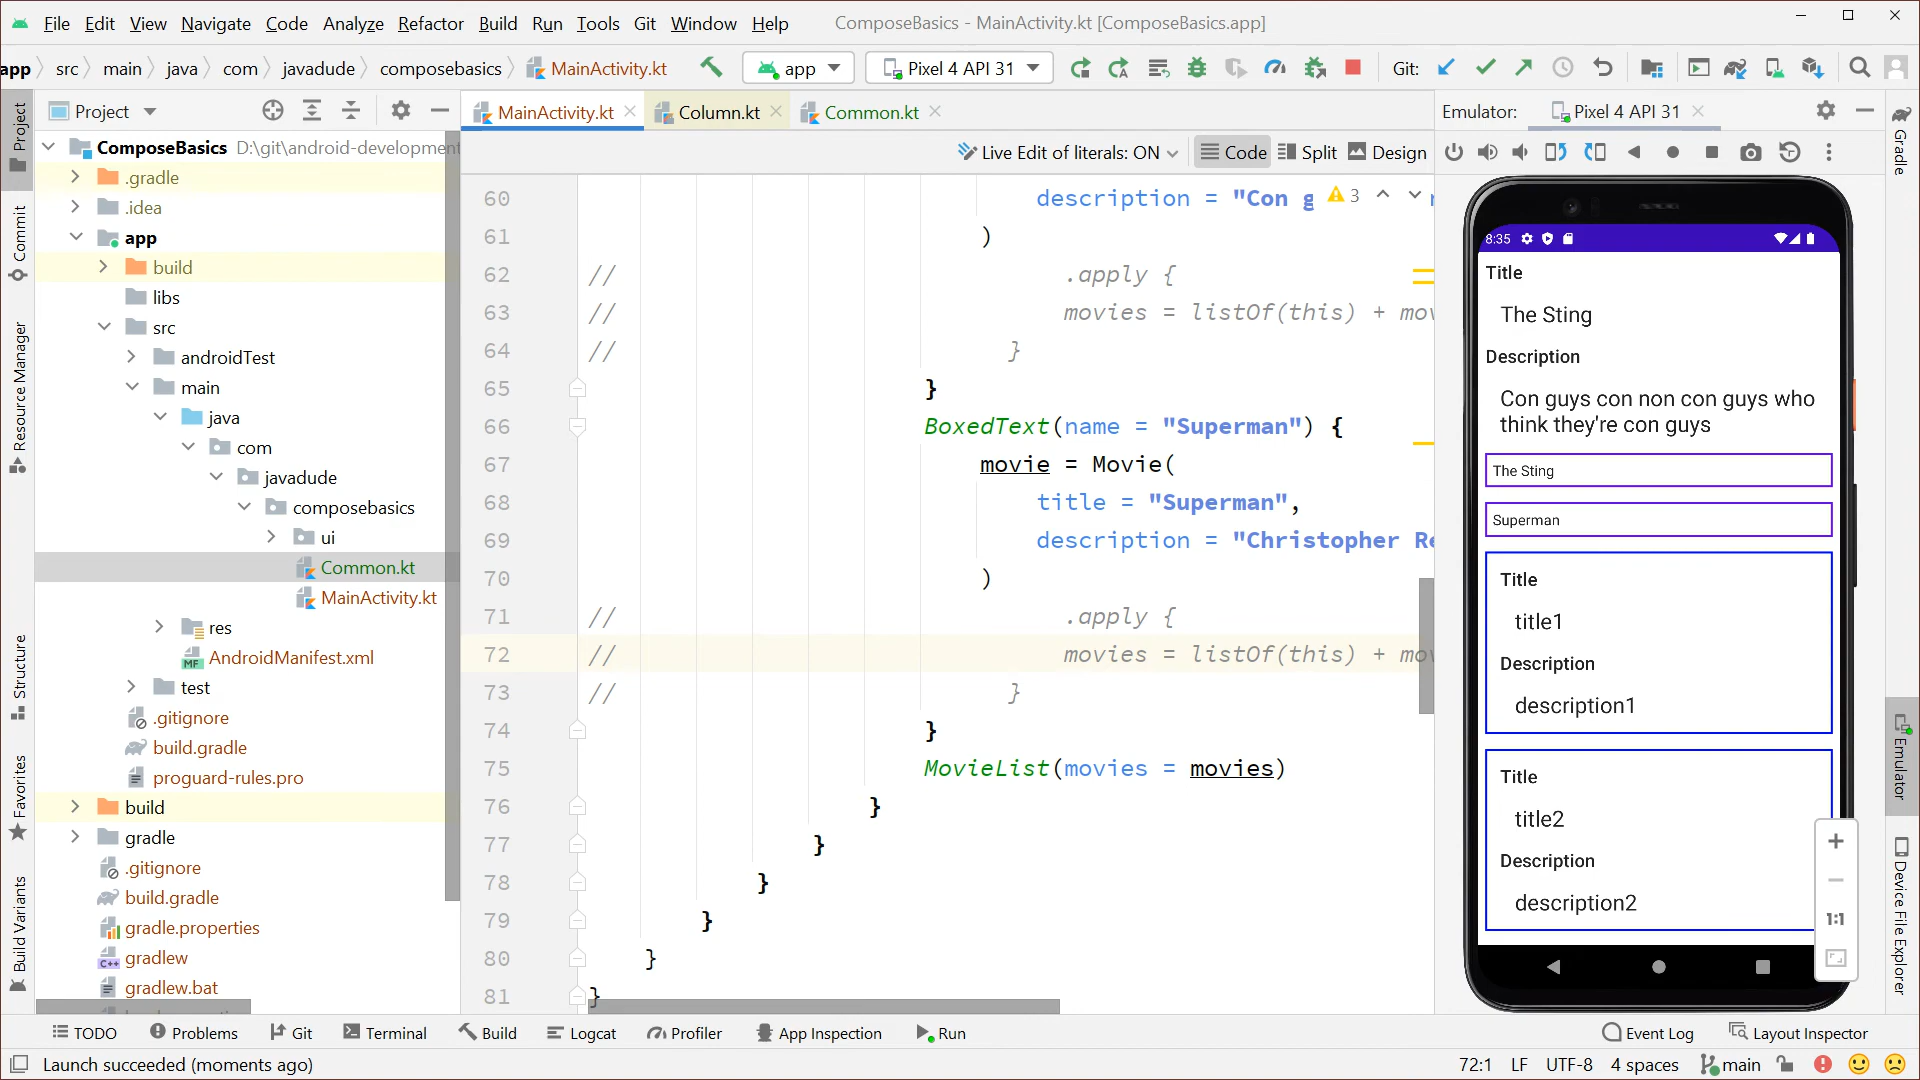 File Edit View Navigate Code Analyze Refactor Build Run Tools Git Window Help ComposeBasics - MainActivity.kt [ComposeBasics.app]
app src main java com javadude composebasics MainActivity.kt app Pixel 4 API 31 Git:
Project
MainActivity.kt Column.kt Common.kt
Emulator: Pixel 4 API 31
Live Edit of literals: ON Code Split Design
Project
Commit
Resource Manager
Structure
Favorites
Build Variants
ComposeBasics D:\git\android-development
.gradle
.idea
app
build
libs
src
androidTest
main
java
com
javadude
composebasics
ui
Common.kt
MainActivity.kt
res
AndroidManifest.xml
test
.gitignore
build.gradle
proguard-rules.pro
build
gradle
.gitignore
build.gradle
gradle.properties
gradlew
gradlew.bat
60 description = "Con g 3
61 )
62 // .apply {
63 // movies = listOf(this) + mov
64 // }
65 }
66 BoxedText(name = "Superman") {
67 movie = Movie(
68 title = "Superman",
69 description = "Christopher Re
70 )
71 // .apply {
72 // movies = listOf(this) + mov
73 // }
74 }
75 MovieList(movies = movies)
76 }
77 }
78 }
79 }
80 }
81 }
8:35
Title
The Sting
Description
Con guys con non con guys who
think they're con guys
The Sting
Superman
Title
title1
Description
description1
Title
title2
Description
description2
1:1
Gradle
Emulator
Device File Explorer
TODO Problems Git Terminal Build Logcat Profiler App Inspection Run Event Log Layout Inspector
Launch succeeded (moments ago) 72:1 LF UTF-8 4 spaces main